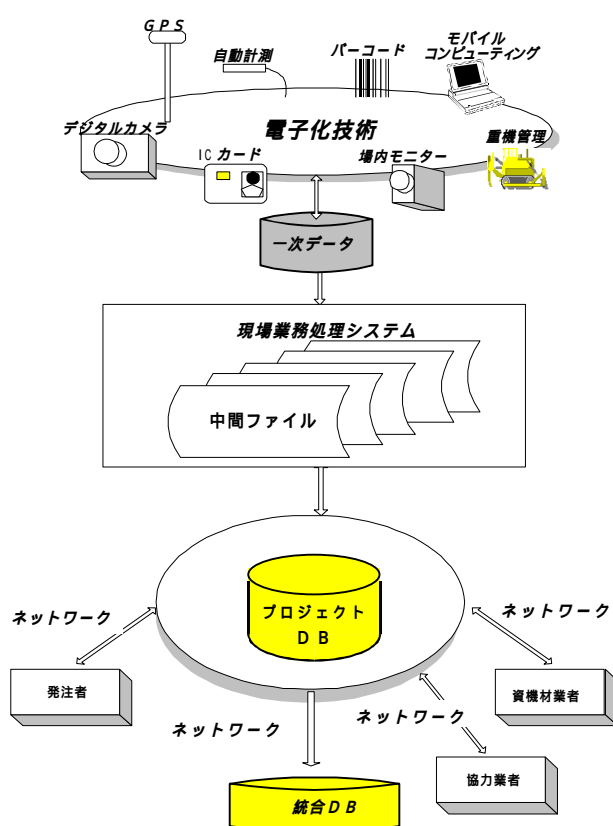 ＧＰＳ
自動計測
バーコード
モバイル
コンピューティング
デジタルカメラ
電子化技術
重機管理
ICカード
場内モニター
一次データ
現場業務処理システム
中間ファイル
ネットワーク
ネットワーク
プロジェクト
ＤＢ
発注者
資機材業者
ネットワーク
ネットワーク
協力業者
統合ＤＢ